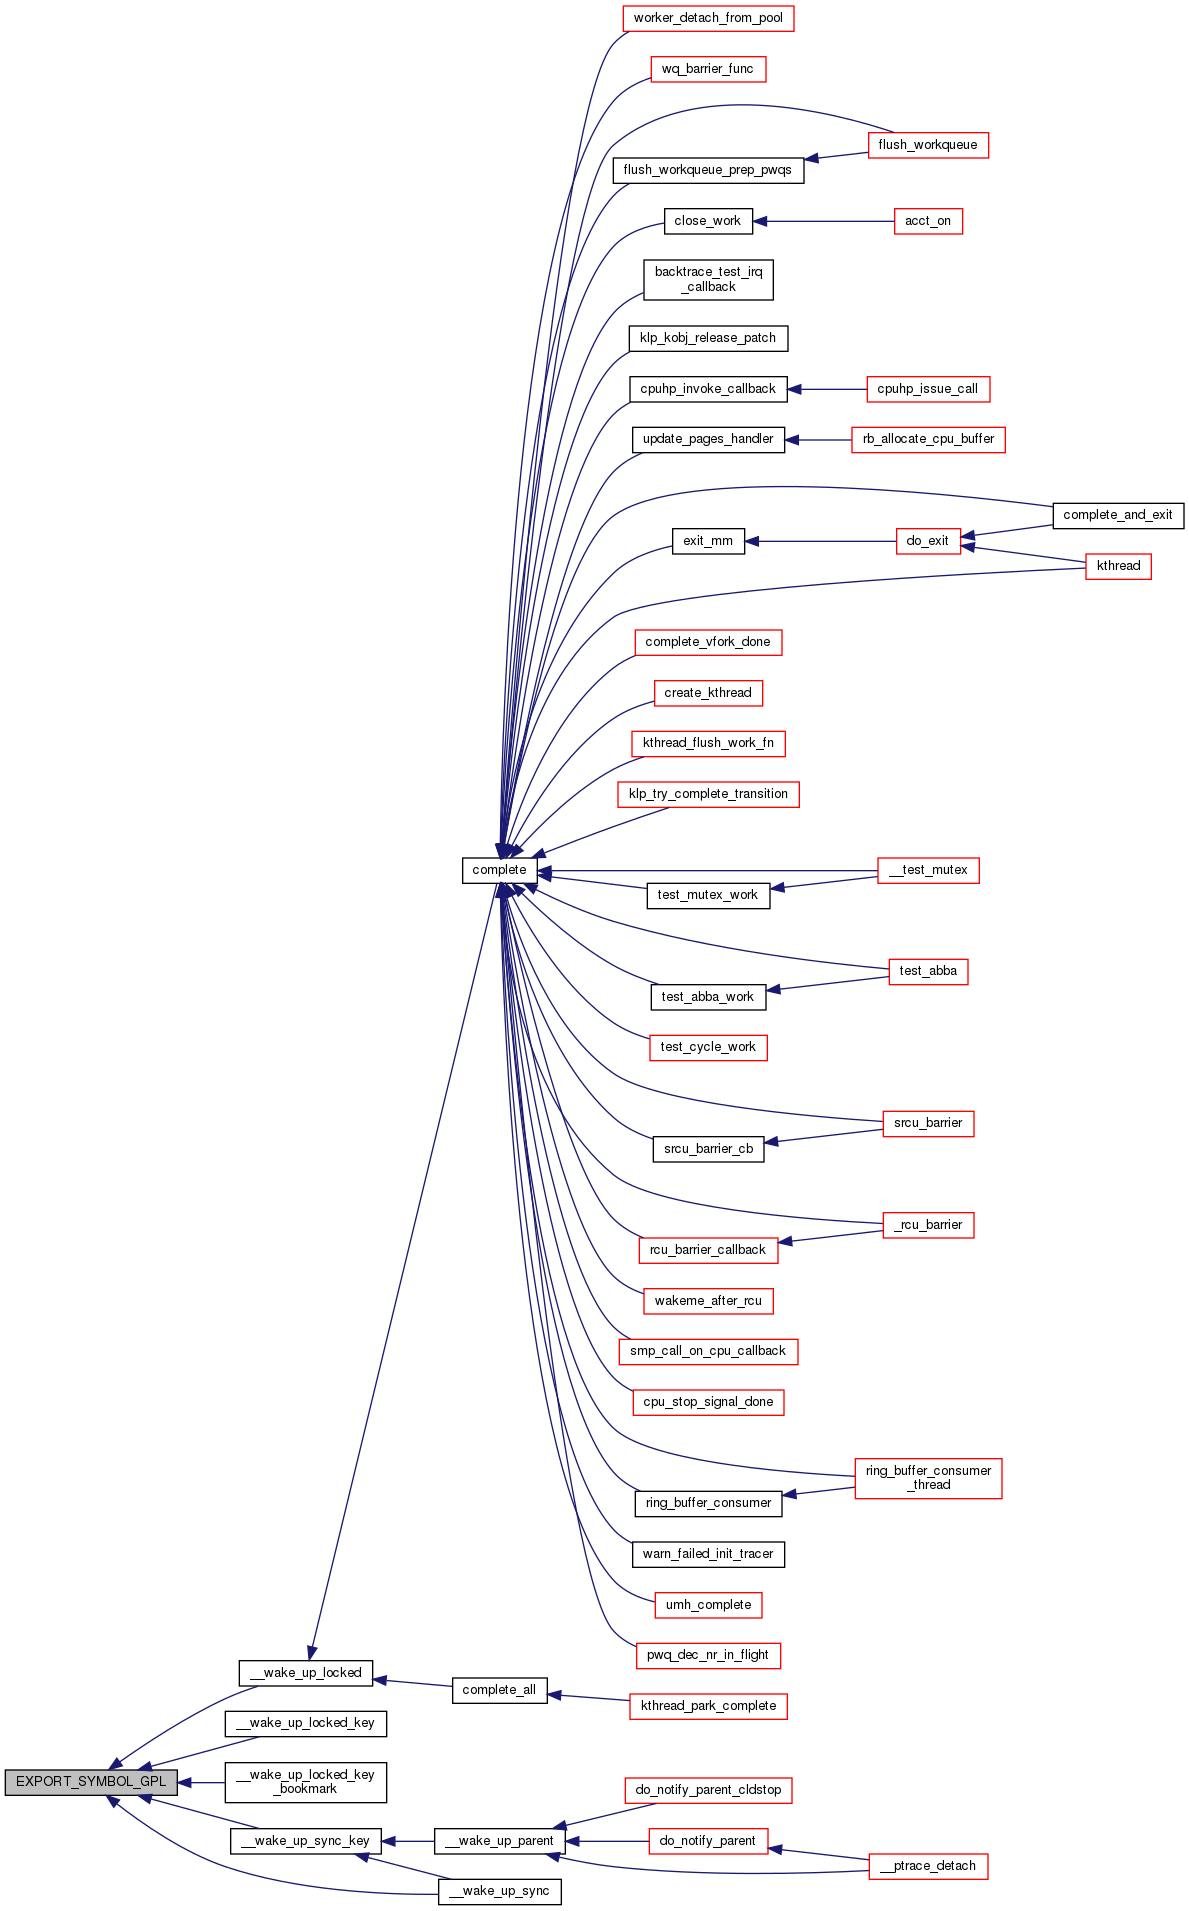 worker_detach_from_pool
wq_barrier_func
flush_workqueue
flush_workqueue_prep_pwqs
close_work
acct_on
backtrace_test_irq
_callback
klp_kobj_release_patch
cpuhp_invoke_callback
cpuhp_issue_call
update_pages_handler
rb_allocate_cpu_buffer
complete_and_exit
exit_mm
do_exit
kthread
complete_vfork_done
create_kthread
kthread_flush_work_fn
klp_try_complete_transition
complete
__test_mutex
test_mutex_work
test_abba
test_abba_work
test_cycle_work
srcu_barrier
srcu_barrier_cb
_rcu_barrier
rcu_barrier_callback
wakeme_after_rcu
smp_call_on_cpu_callback
cpu_stop_signal_done
ring_buffer_consumer
_thread
ring_buffer_consumer
warn_failed_init_tracer
umh_complete
pwq_dec_nr_in_flight
__wake_up_locked
complete_all
kthread_park_complete
__wake_up_locked_key
EXPORT_SYMBOL_GPL
__wake_up_locked_key
_bookmark
do_notify_parent_cldstop
__wake_up_sync_key
__wake_up_parent
do_notify_parent
__ptrace_detach
__wake_up_sync